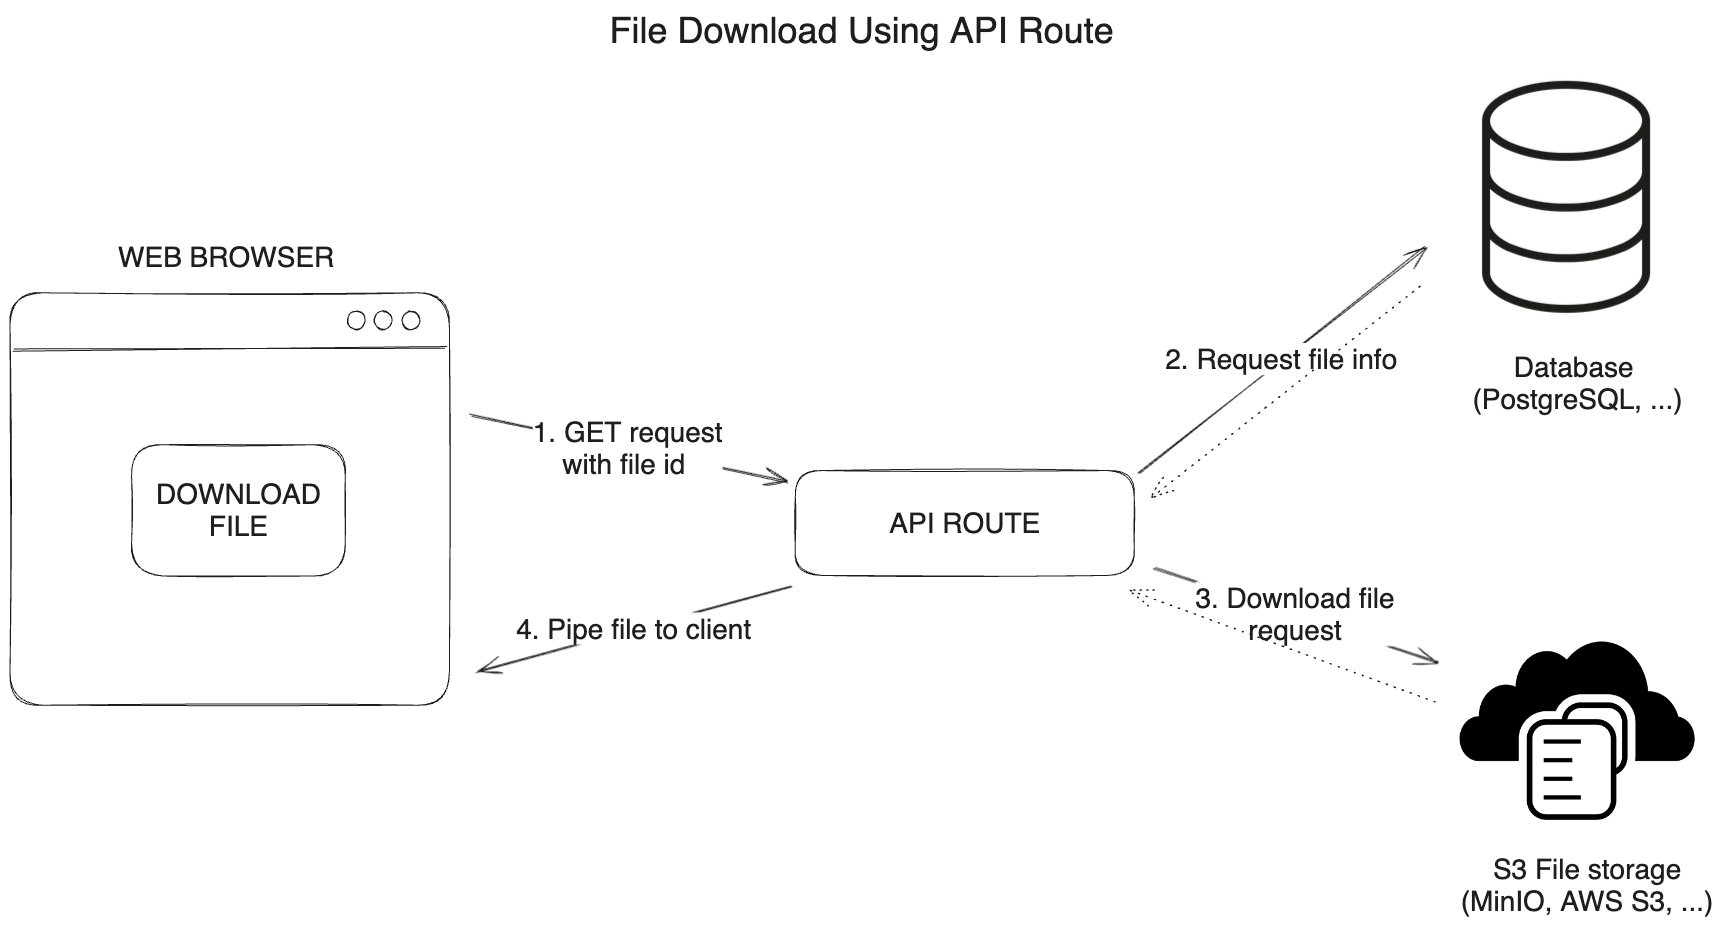 File Download Using API Route
WEB BROWSER
DOWNLOAD
FILE
1. GET request
with file id
API ROUTE
2. Request file info
Database
(PostgreSQL, ...)
3. Download file
request
4. Pipe file to client
S3 File storage
(MinIO, AWS S3, ...)